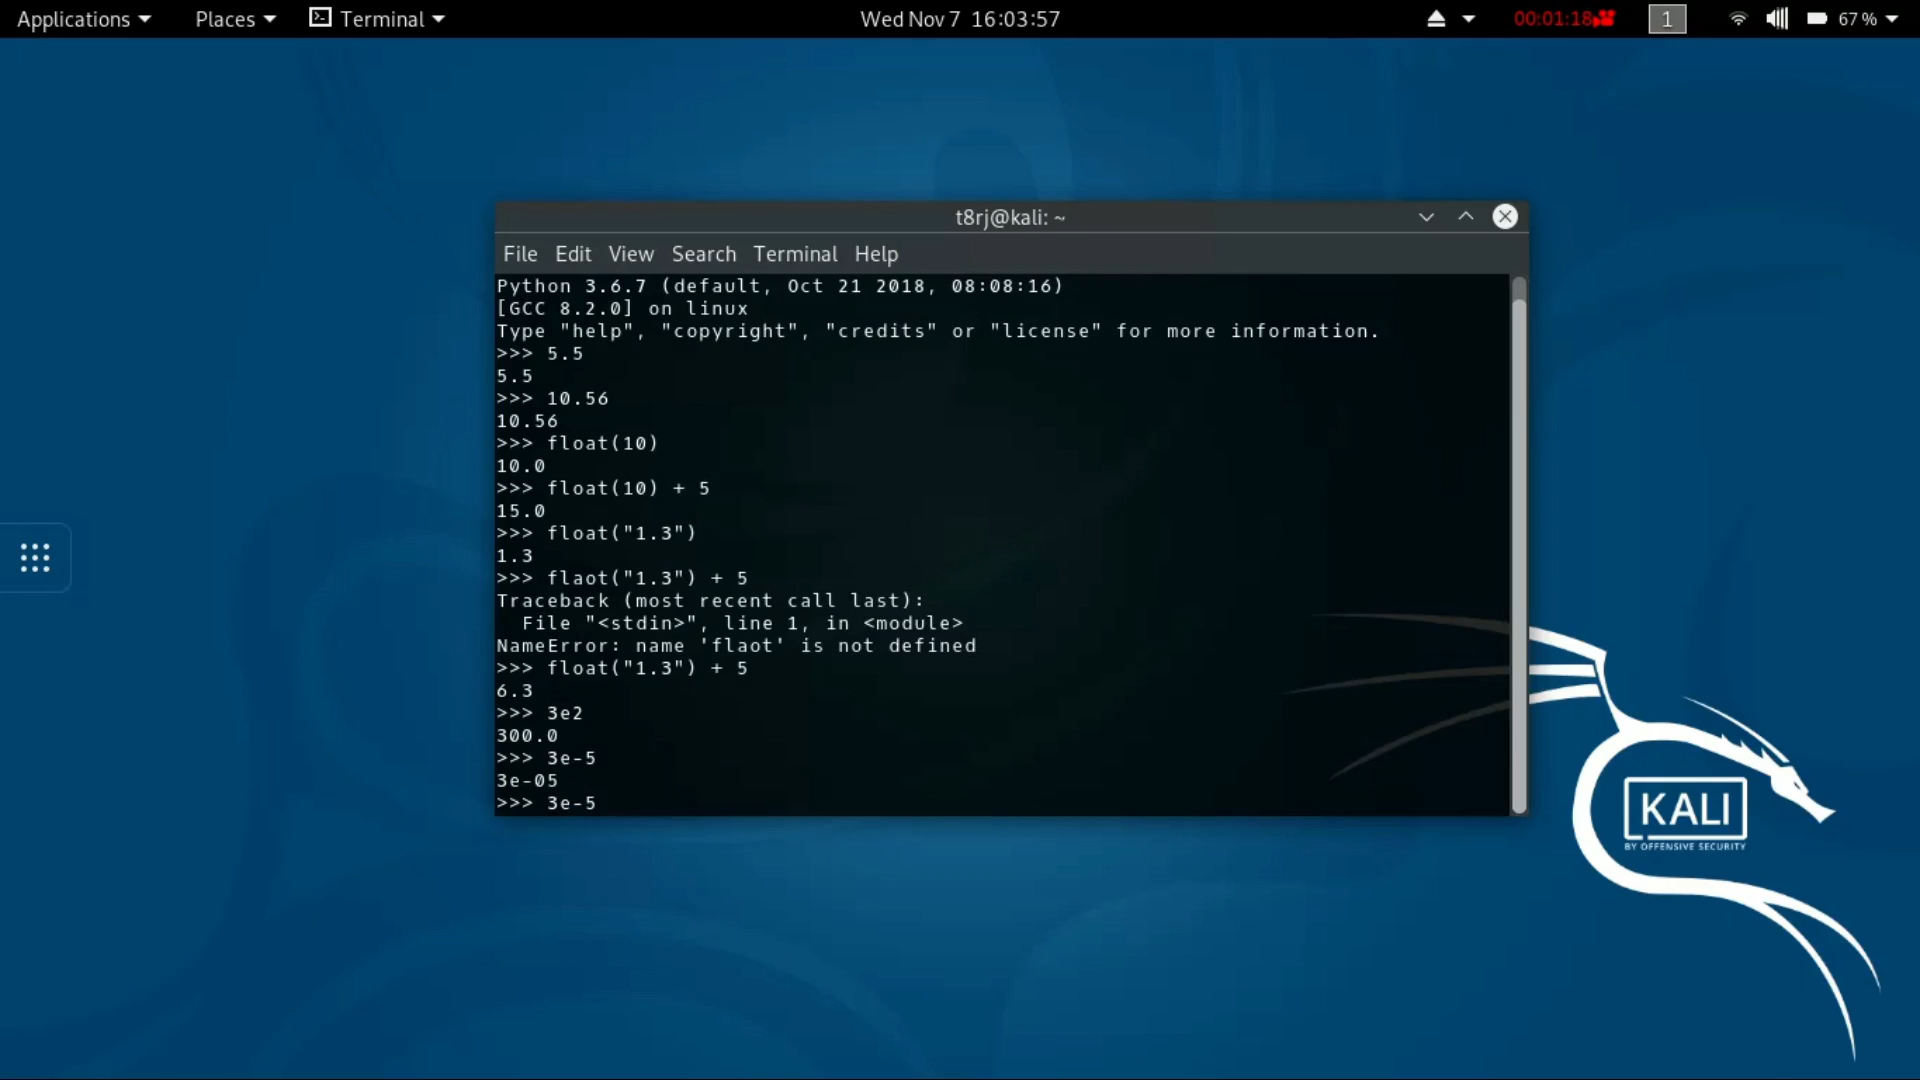 Applications Places Terminal Wed Nov 7 16:03:57 00:01:18 1 67 %
t8rj@kali: ~
File Edit View Search Terminal Help
Python 3.6.7 (default, Oct 21 2018, 08:08:16)
[GCC 8.2.0] on linux
Type "help", "copyright", "credits" or "license" for more information.
>>> 5.5
5.5
>>> 10.56
10.56
>>> float(10)
10.0
>>> float(10) + 5
15.0
>>> float("1.3")
1.3
>>> flaot("1.3") + 5
Traceback (most recent call last):
  File "<stdin>", line 1, in <module>
NameError: name 'flaot' is not defined
>>> float("1.3") + 5
6.3
>>> 3e2
300.0
>>> 3e-5
3e-05
>>> 3e-5
KALI
BY OFFENSIVE SECURITY